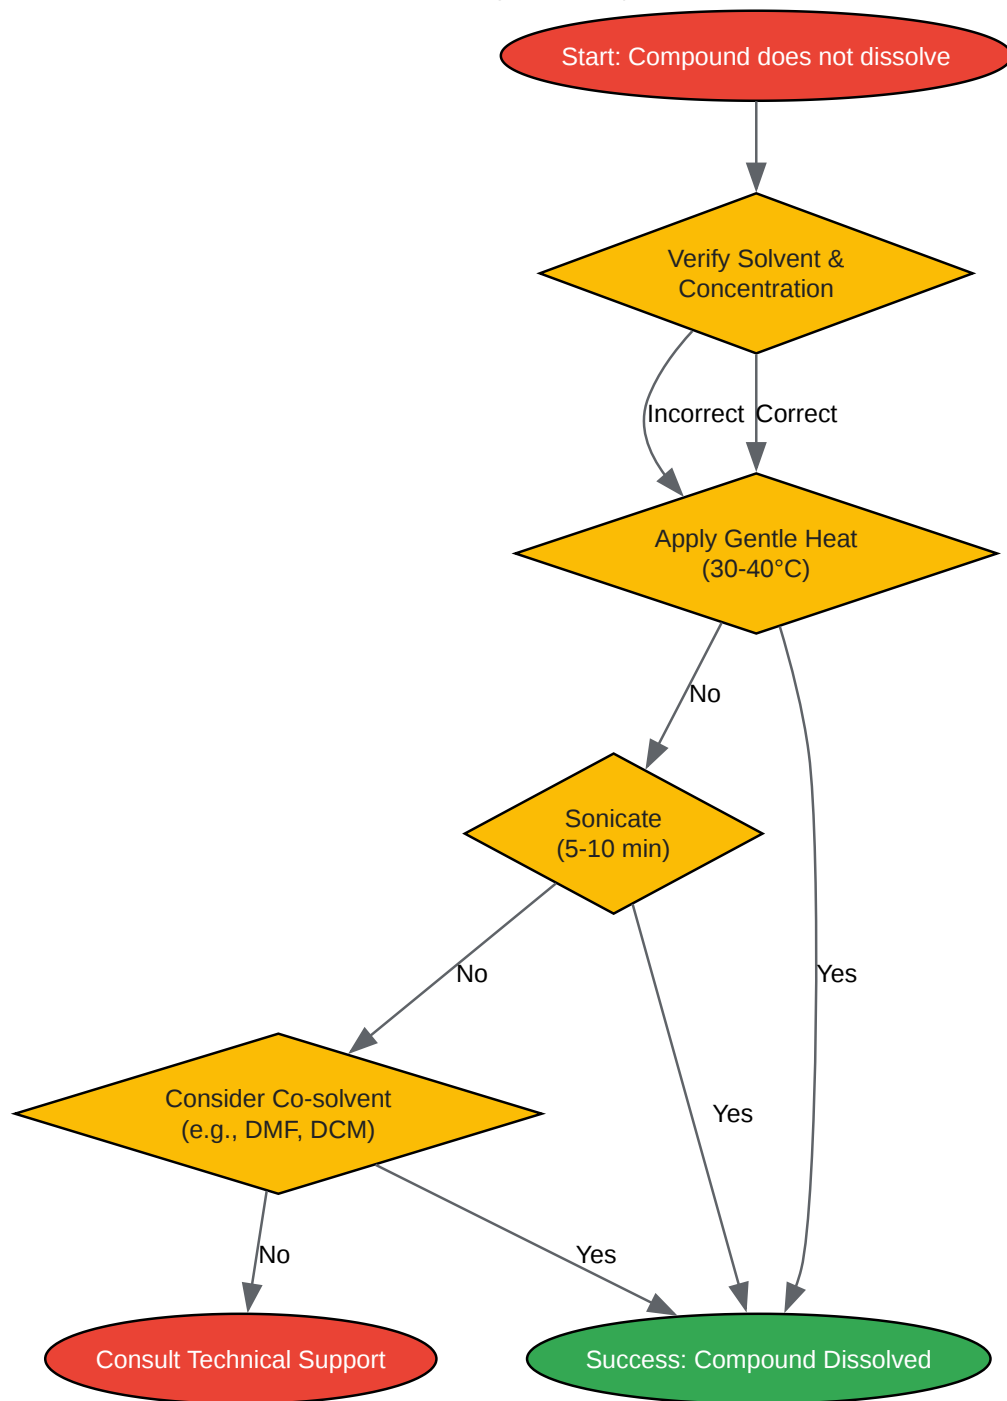 Start: Compound does not dissolve
Verify Solvent &
Concentration
Incorrect
Correct
Apply Gentle Heat
(30-40°C)
No
Sonicate
(5-10 min)
No
Yes
Consider Co-solvent
(e.g., DMF, DCM)
Yes
No
Yes
Consult Technical Support
Success: Compound Dissolved